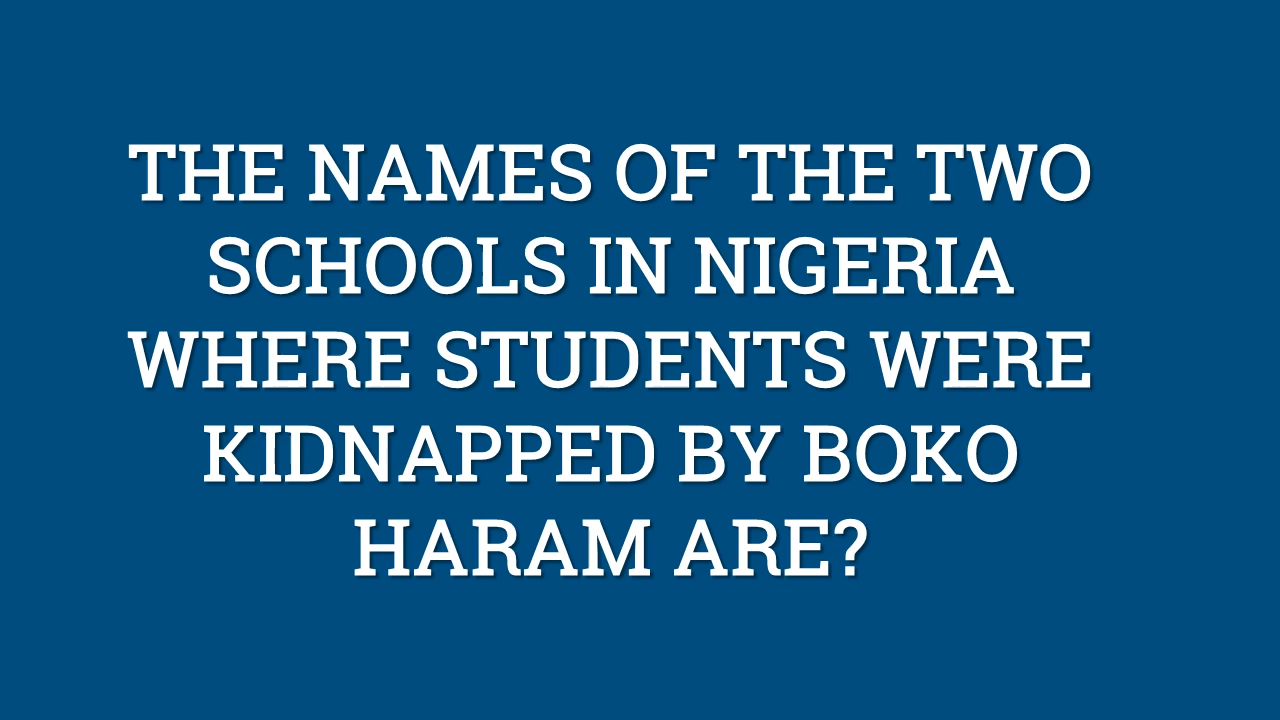 THE NAMES OF THE TWO
SCHOOLS IN NIGERIA
WHERE STUDENTS WERE
KIDNAPPED BY BOKO
HARAM ARE?